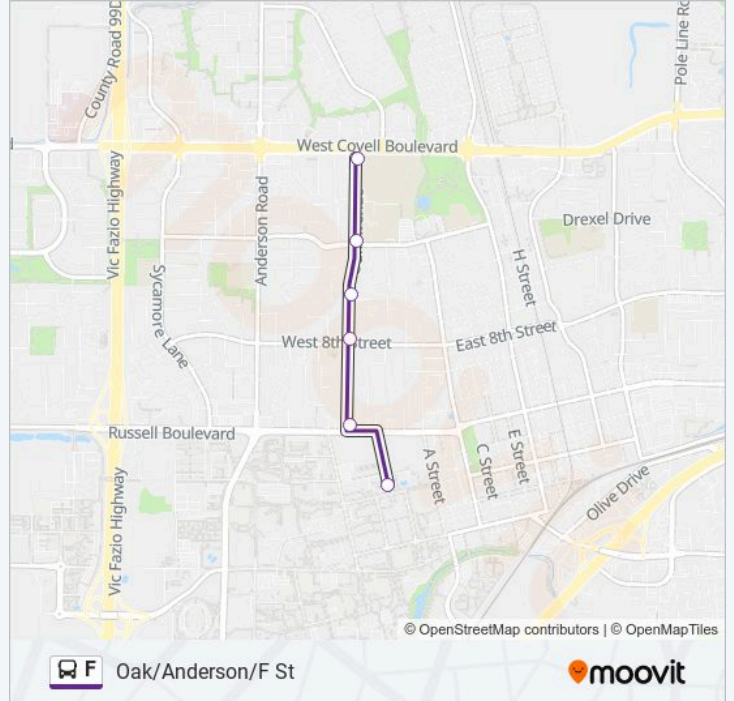 County Road 99D
Pole Line Ro
West Covell Boulevard
Vic Fazio Highway
Anderson Road
Drexel Drive
Sycamore Lane
H Street
West 8th Street
East 8th Street
Russell Boulevard
A Street
C Street
E Street
Olive Drive
Vic Fazio Highway
© OpenStreetMap contributors | © OpenMapTiles
F Oak/Anderson/F St
moovit